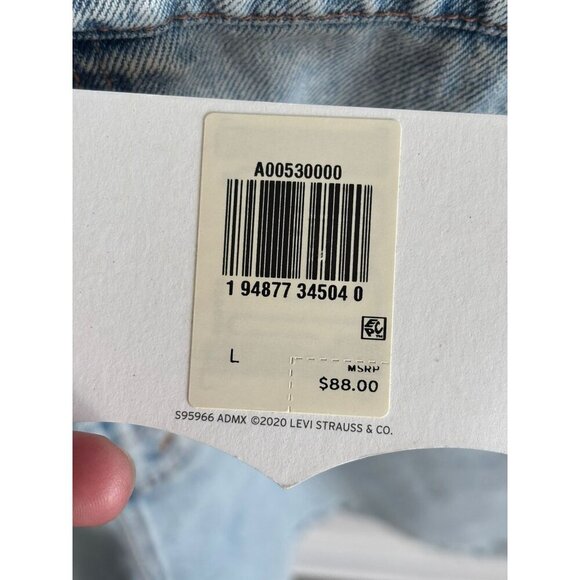 A00530000
1 94877 34504 0
L
MSRP
$88.00
S95966 ADMX ©2020 LEVI STRAUSS & CO.